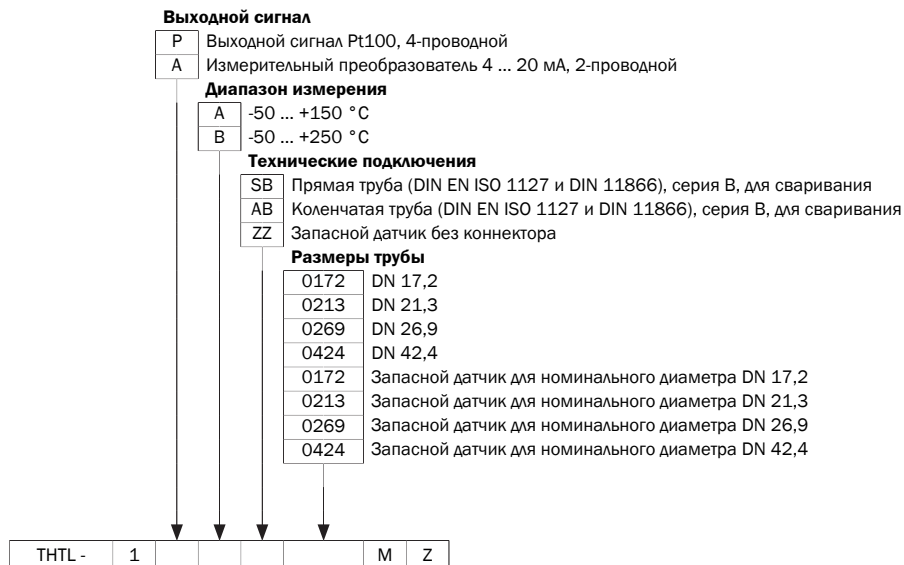 Выходной сигнал
P Выходной сигнал Pt100, 4-проводной
A Измерительный преобразователь 4 ... 20 мА, 2-проводной
Диапазон измерения
A -50 ... +150 °C
B -50 ... +250 °C
Технические подключения
SB Прямая труба (DIN EN ISO 1127 и DIN 11866), серия B, для сваривания
AB Коленчатая труба (DIN EN ISO 1127 и DIN 11866), серия B, для сваривания
ZZ Запасной датчик без коннектора
Размеры трубы
0172 DN 17,2
0213 DN 21,3
0269 DN 26,9
0424 DN 42,4
0172 Запасной датчик для номинального диаметра DN 17,2
0213 Запасной датчик для номинального диаметра DN 21,3
0269 Запасной датчик для номинального диаметра DN 26,9
0424 Запасной датчик для номинального диаметра DN 42,4
THTL - 1 M Z